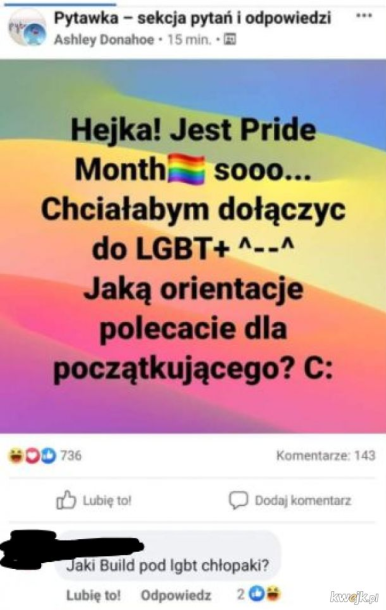 Pytawka – sekcja pytań i odpowiedzi
Ashley Donahoe · 15 min. ·
Hejka! Jest Pride
Month🏳️‍🌈 sooo...
Chciałabym dołączyc
do LGBT+ ^--^
Jaką orientacje
polecacie dla
początkującego? C:
736
Komentarze: 143
Lubię to!
Dodaj komentarz
Jaki Build pod lgbt chłopaki?
Lubię to! Odpowiedz 2
kwejk.pl